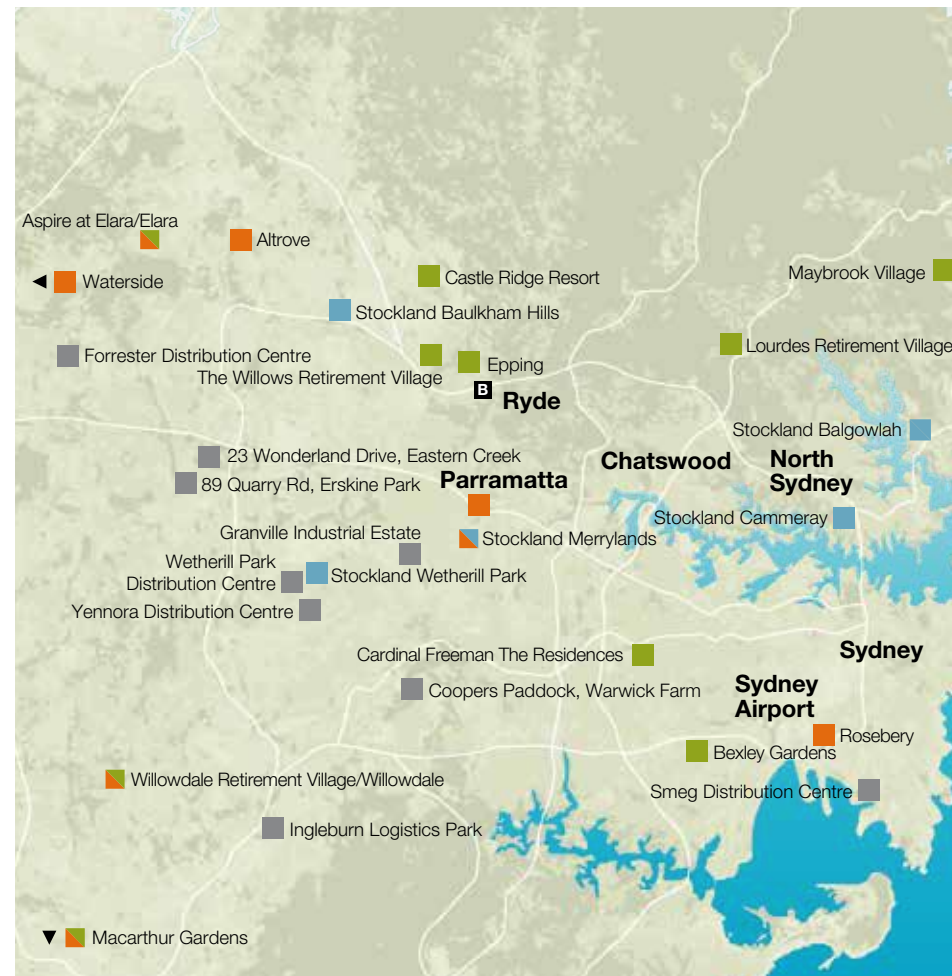 Aspire at Elara/Elara
Altrove
Waterside
Castle Ridge Resort
Maybrook Village
Stockland Baulkham Hills
Forrester Distribution Centre
The Willows Retirement Village
Epping
Lourdes Retirement Village
B
Ryde
Stockland Balgowlah
23 Wonderland Drive, Eastern Creek
89 Quarry Rd, Erskine Park
Parramatta
Chatswood
North
Sydney
Stockland Cammeray
Granville Industrial Estate
Stockland Merrylands
Wetherill Park
Distribution Centre
Stockland Wetherill Park
Yennora Distribution Centre
Cardinal Freeman The Residences
Sydney
Coopers Paddock, Warwick Farm
Sydney
Airport
Rosebery
Bexley Gardens
Willowdale Retirement Village/Willowdale
Smeg Distribution Centre
Ingleburn Logistics Park
Macarthur Gardens